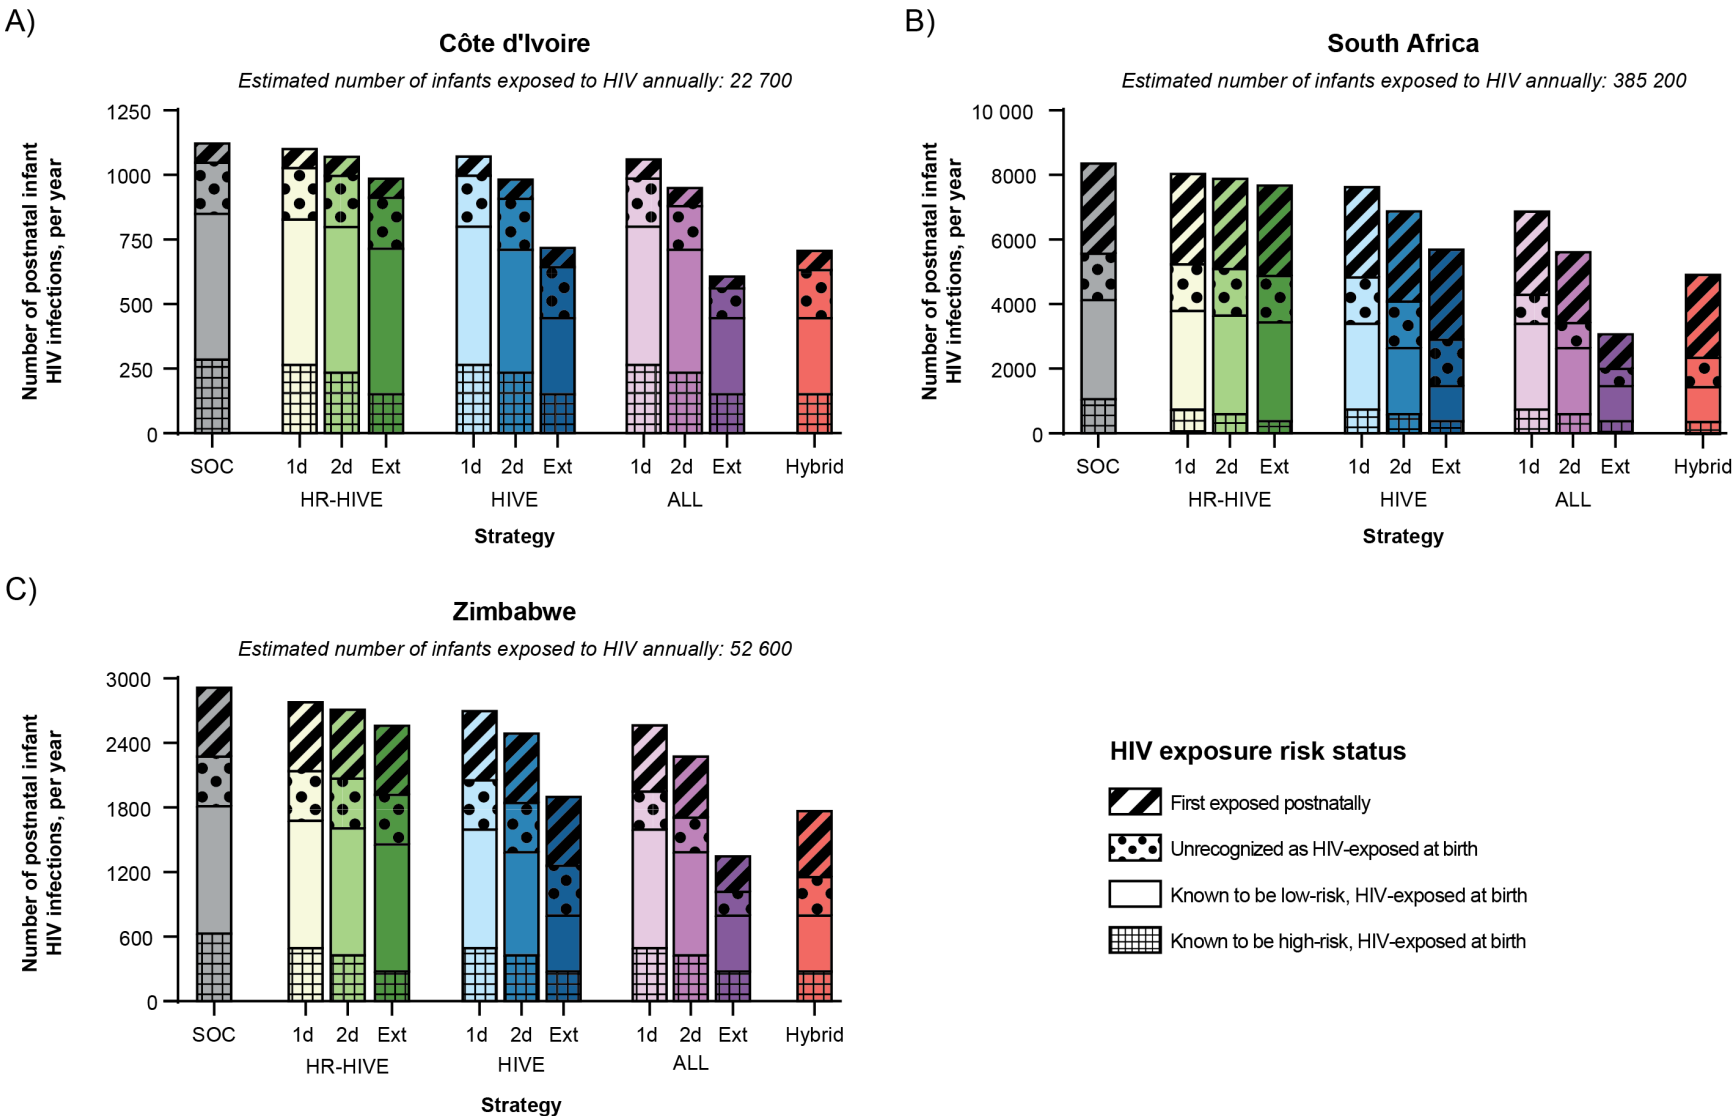 A)
Côte d'Ivoire
Estimated number of infants exposed to HIV annually: 22 700
Number of postnatal infant
HIV infections, per year
1250
1000
750
500
250
0
SOC 1d 2d Ext 1d 2d Ext 1d 2d Ext Hybrid
HR-HIVE HIVE ALL
Strategy
B)
South Africa
Estimated number of infants exposed to HIV annually: 385 200
Number of postnatal infant
HIV infections, per year
10 000
8000
6000
4000
2000
0
SOC 1d 2d Ext 1d 2d Ext 1d 2d Ext Hybrid
HR-HIVE HIVE ALL
Strategy
C)
Zimbabwe
Estimated number of infants exposed to HIV annually: 52 600
Number of postnatal infant
HIV infections, per year
3000
2400
1800
1200
600
0
SOC 1d 2d Ext 1d 2d Ext 1d 2d Ext Hybrid
HR-HIVE HIVE ALL
Strategy
HIV exposure risk status
First exposed postnatally
Unrecognized as HIV-exposed at birth
Known to be low-risk, HIV-exposed at birth
Known to be high-risk, HIV-exposed at birth